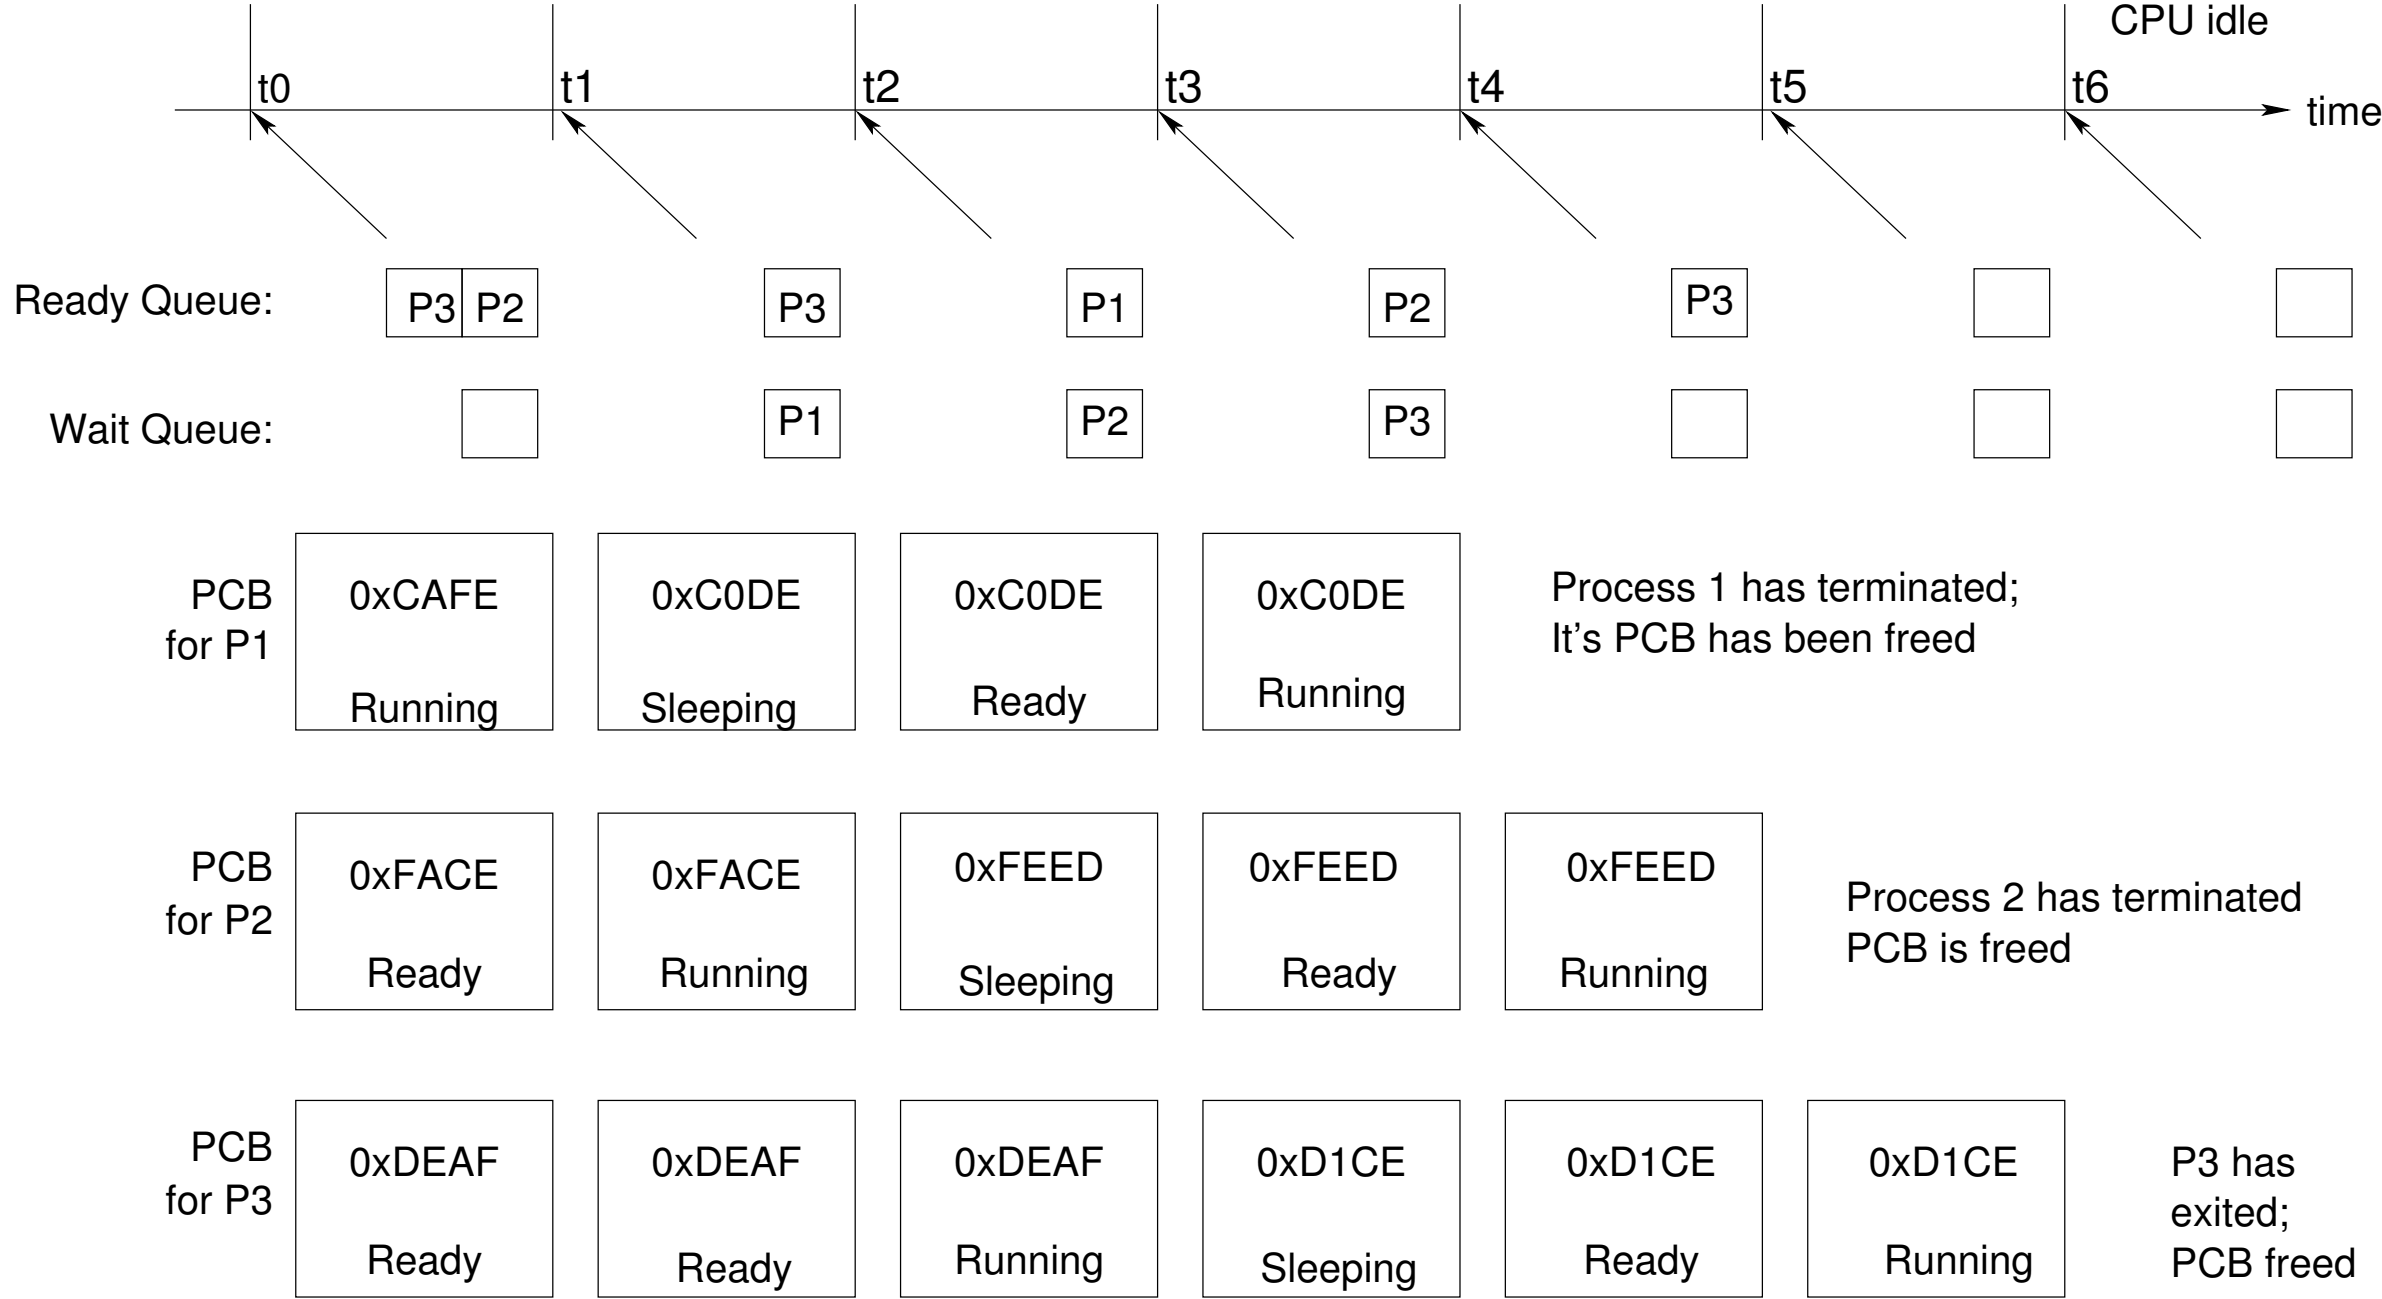 CPU idle
t0 t1 t2 t3 t4 t5 t6
time
Ready Queue: P3 P2 P3 P1 P2 P3
Wait Queue: P1 P2 P3
PCB
for P1
0xCAFE 0xC0DE 0xC0DE 0xC0DE
Running Sleeping Ready Running
Process 1 has terminated;
It's PCB has been freed
PCB
for P2
0xFACE 0xFACE 0xFEED 0xFEED 0xFEED
Ready Running Sleeping Ready Running
Process 2 has terminated
PCB is freed
PCB
for P3
0xDEAF 0xDEAF 0xDEAF 0xD1CE 0xD1CE 0xD1CE
Ready Ready Running Sleeping Ready Running
P3 has
exited;
PCB freed